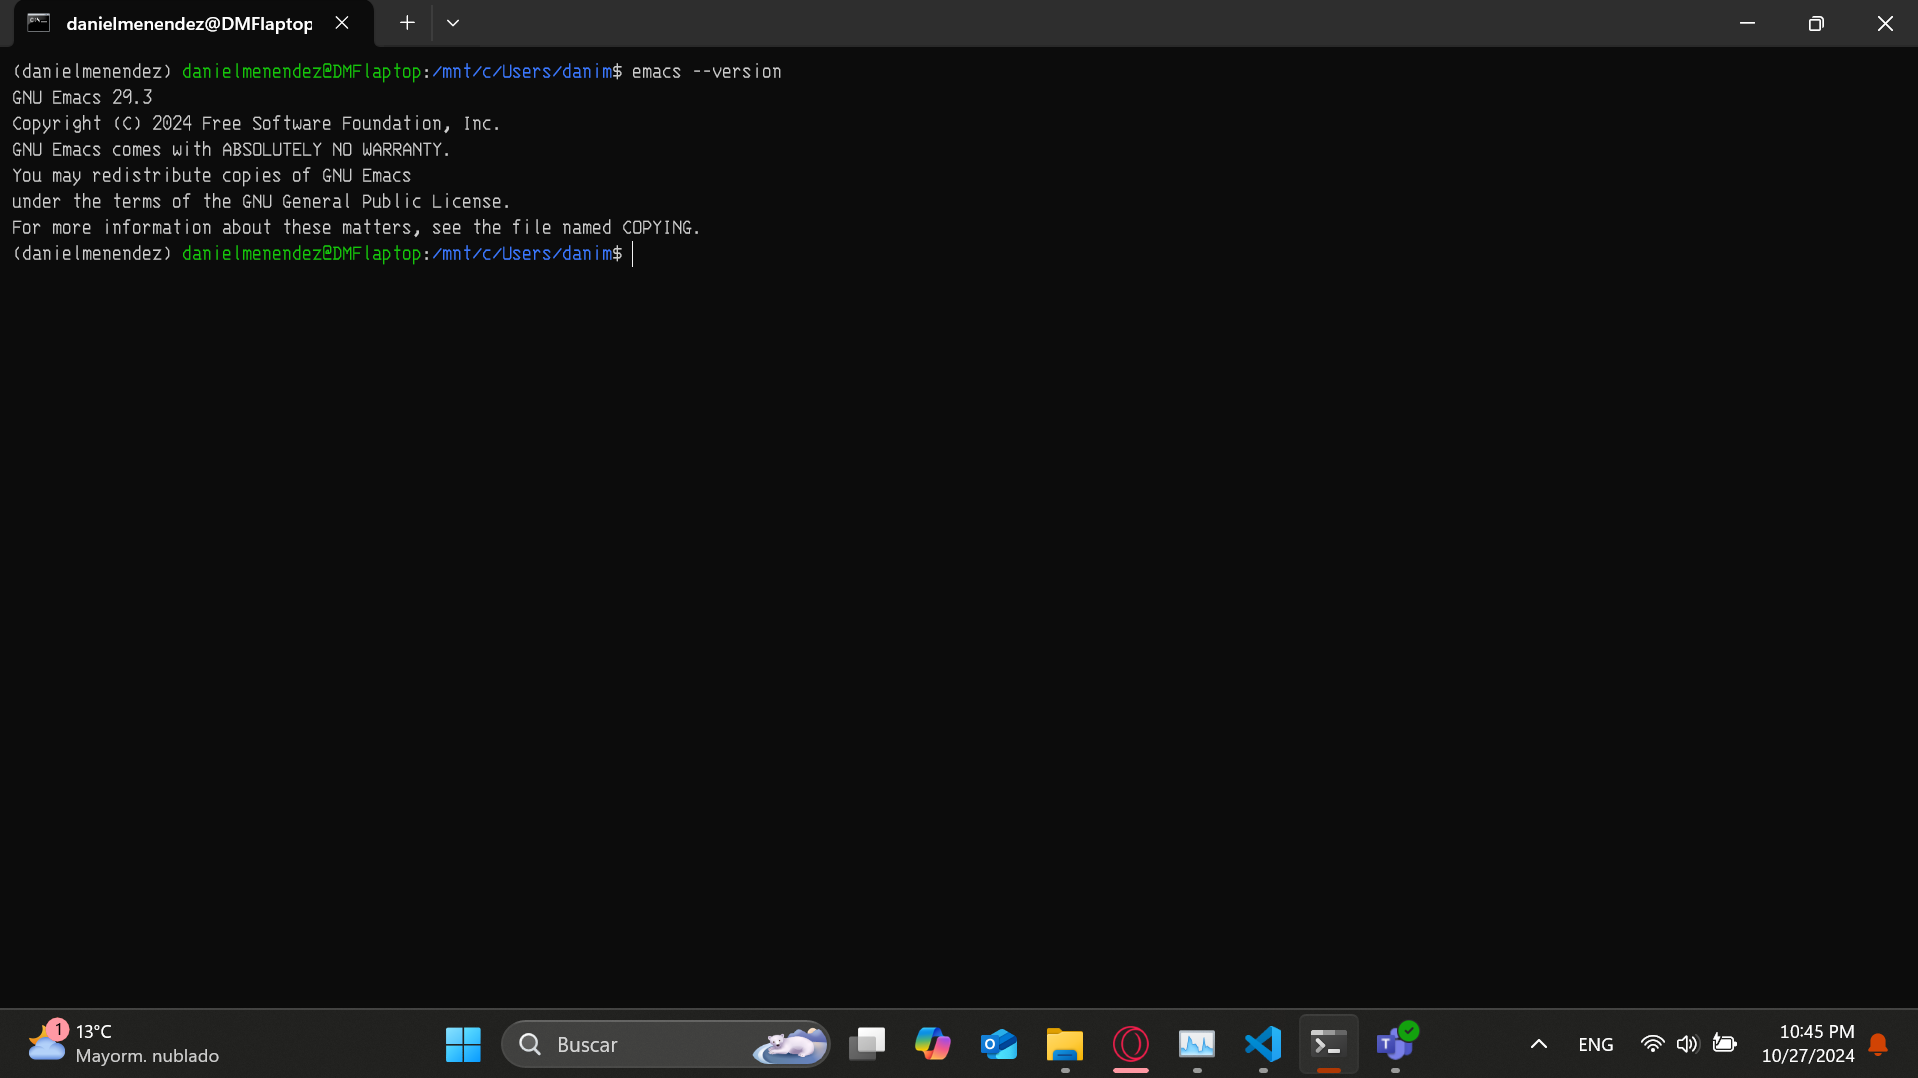 danielmenendez@DMFlaptop
(danielmenendez) danielmenendez@DMFlaptop:/mnt/c/Users/danim$ emacs --version
GNU Emacs 29.3
Copyright (C) 2024 Free Software Foundation, Inc.
GNU Emacs comes with ABSOLUTELY NO WARRANTY.
You may redistribute copies of GNU Emacs
under the terms of the GNU General Public License.
For more information about these matters, see the file named COPYING.
(danielmenendez) danielmenendez@DMFlaptop:/mnt/c/Users/danim$
1
13°C
Mayorm. nublado
Buscar
ENG
10:45 PM
10/27/2024